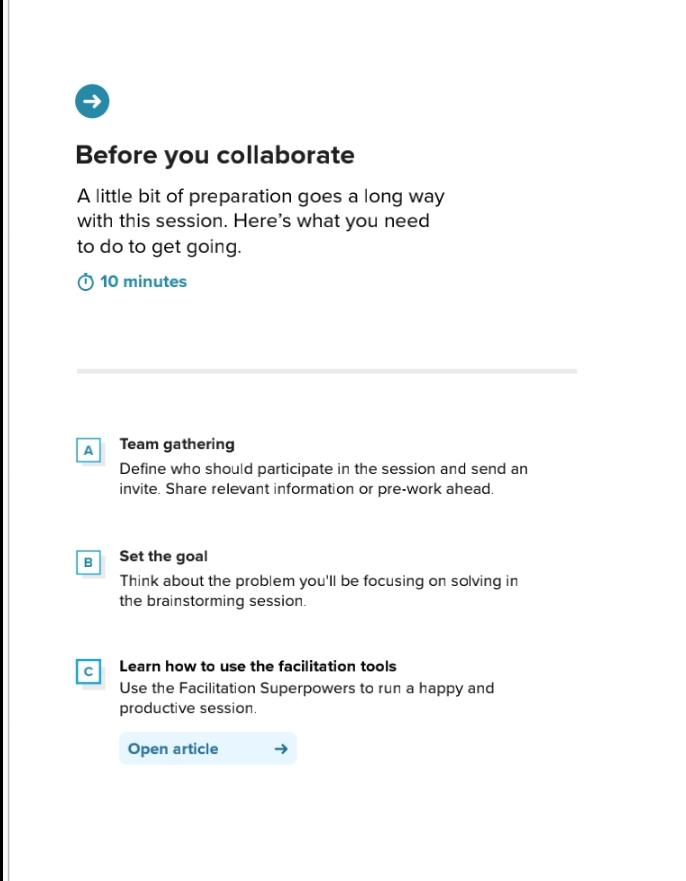 Before you collaborate
A little bit of preparation goes a long way
with this session. Here’s what you need
to do to get going.
10 minutes
A
Team gathering
Define who should participate in the session and send an
invite. Share relevant information or pre-work ahead.
B
Set the goal
Think about the problem you'll be focusing on solving in
the brainstorming session.
C
Learn how to use the facilitation tools
Use the Facilitation Superpowers to run a happy and
productive session.
Open article